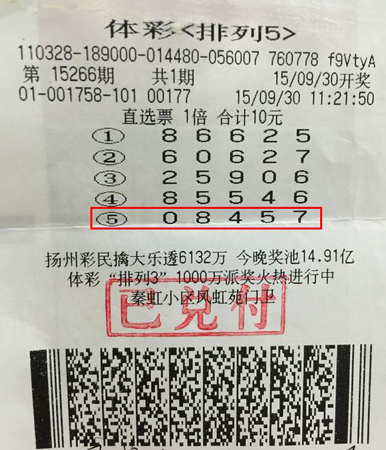 体彩<排列5>
110328-189000-014480-056007 760778 f9VtyA
第 15266期 共1期 15/09/30开奖
01-001758-101 00177 15/09/30 11:21:50
直选票 1倍 合计10元
① 8 6 6 2 5
② 6 0 6 2 7
③ 2 5 9 0 6
④ 8 5 5 4 6
⑤ 0 8 4 5 7
扬州彩民擒大乐透6132万 今晚奖池14.91亿
体彩“排列3”1000万派奖火热进行中
秦虹小区凤虹苑门卫
已兑付